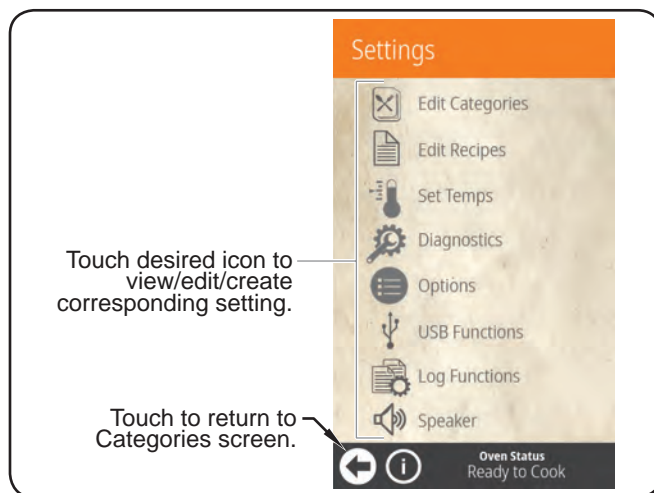 Settings
Edit Categories
Edit Recipes
Set Temps
Diagnostics
Options
USB Functions
Log Functions
Speaker
Touch desired icon to
view/edit/create
corresponding setting.
Touch to return to
Categories screen.
i
Oven Status
Ready to Cook